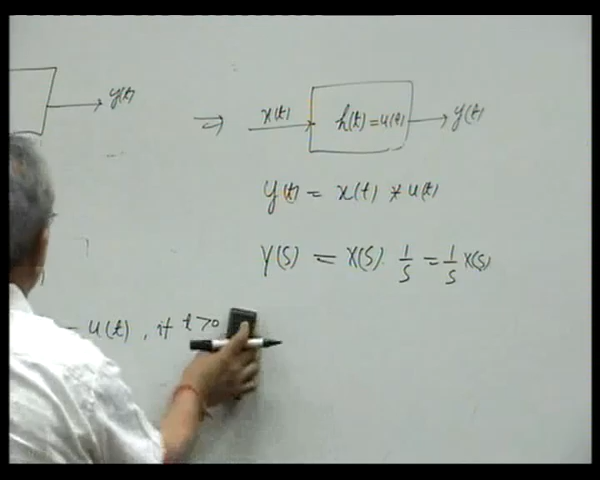 y(t)
⇒ x(t) h(t) = u(t) y(t)
y(t) = x(t) * u(t)
Y(S) = X(S) 1/S = 1/S X(S)
= u(t), if t>0